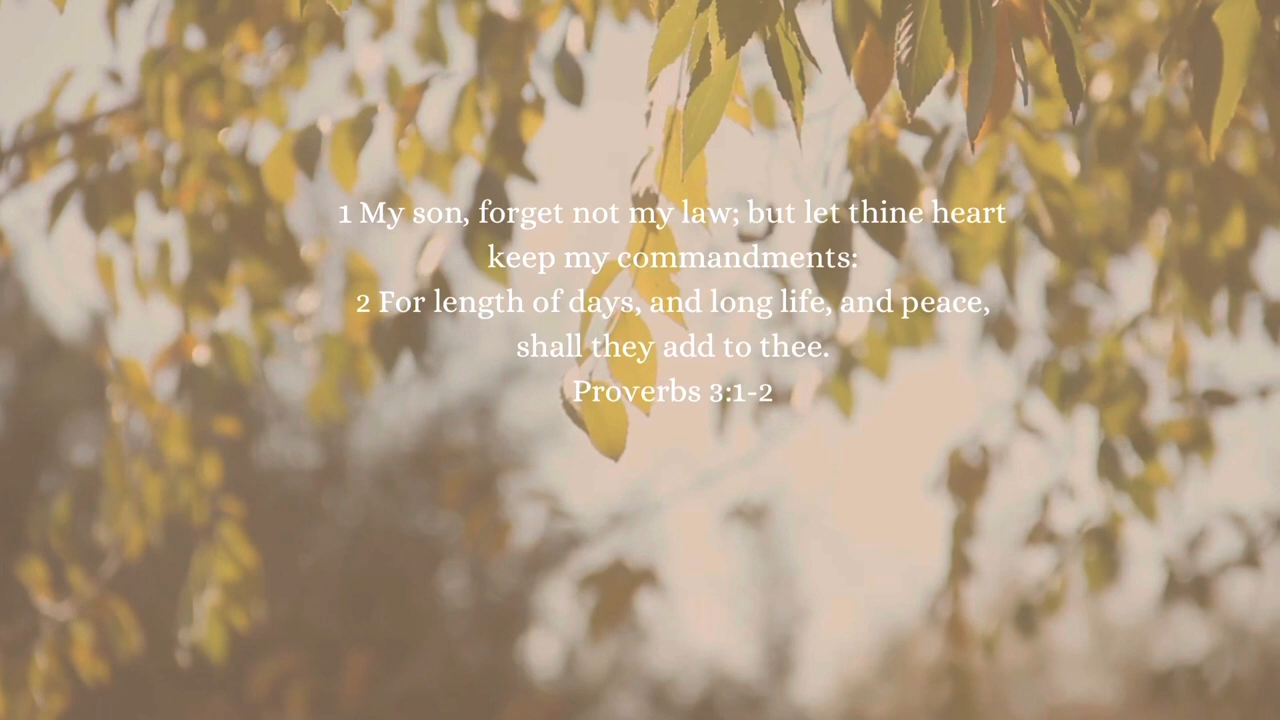 1 My son, forget not my law; but let thine heart
keep my commandments:
2 For length of days, and long life, and peace,
shall they add to thee.
Proverbs 3:1-2